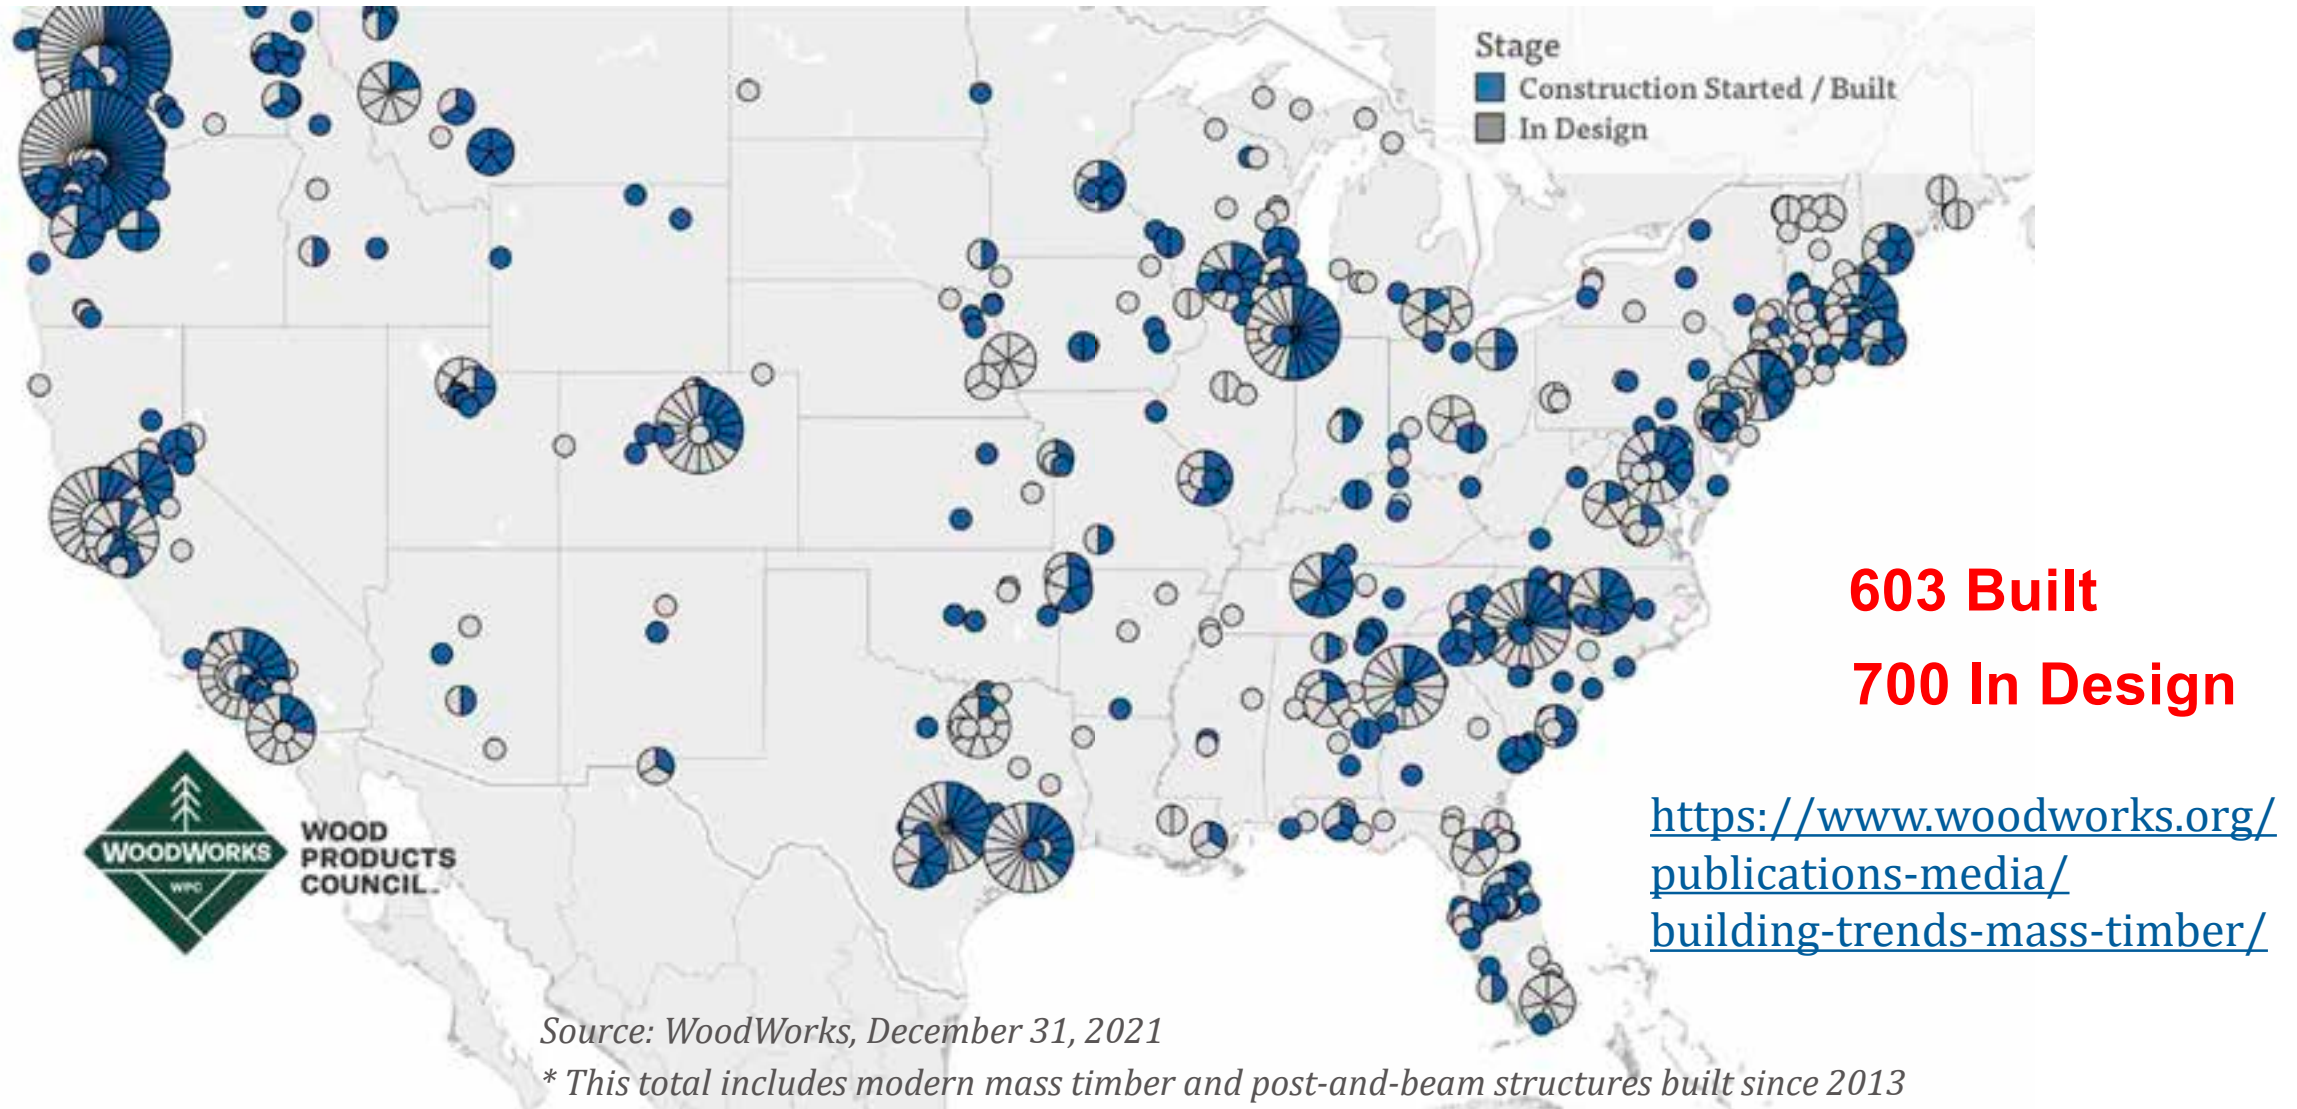 Stage
Construction Started / Built
In Design
603 Built
700 In Design
https://www.woodworks.org/
publications-media/
building-trends-mass-timber/
WOODWORKS
WPC
WOOD
PRODUCTS
COUNCIL
Source: WoodWorks, December 31, 2021
* This total includes modern mass timber and post-and-beam structures built since 2013